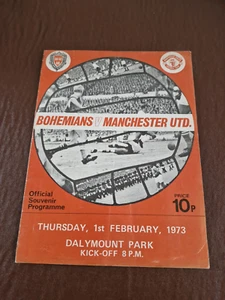 BOHEMIANS V MANCHESTER UTD.
Official
Souvenir
Programme
PRICE
10p
THURSDAY, 1st FEBRUARY, 1973
DALYMOUNT PARK
KICK-OFF 8 P.M.